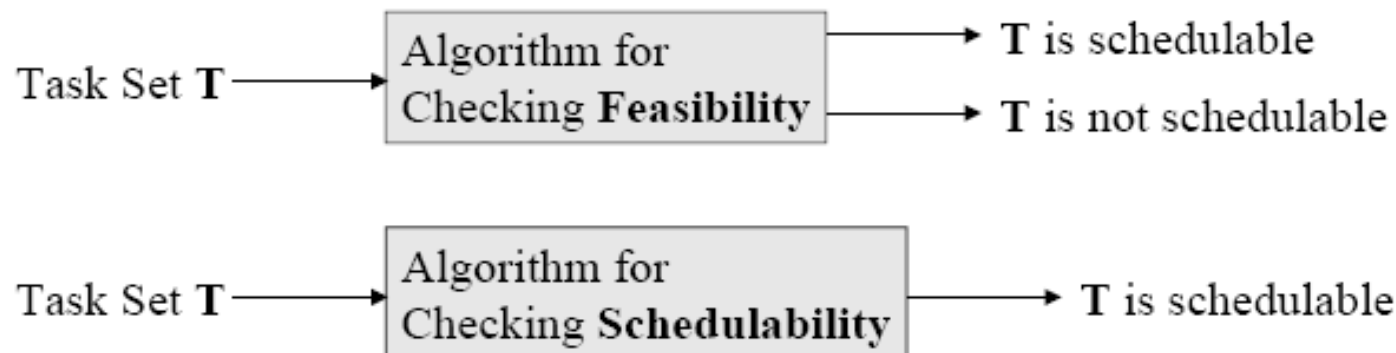 Task Set T
Algorithm for
Checking Feasibility
T is schedulable
T is not schedulable
Task Set T
Algorithm for
Checking Schedulability
T is schedulable